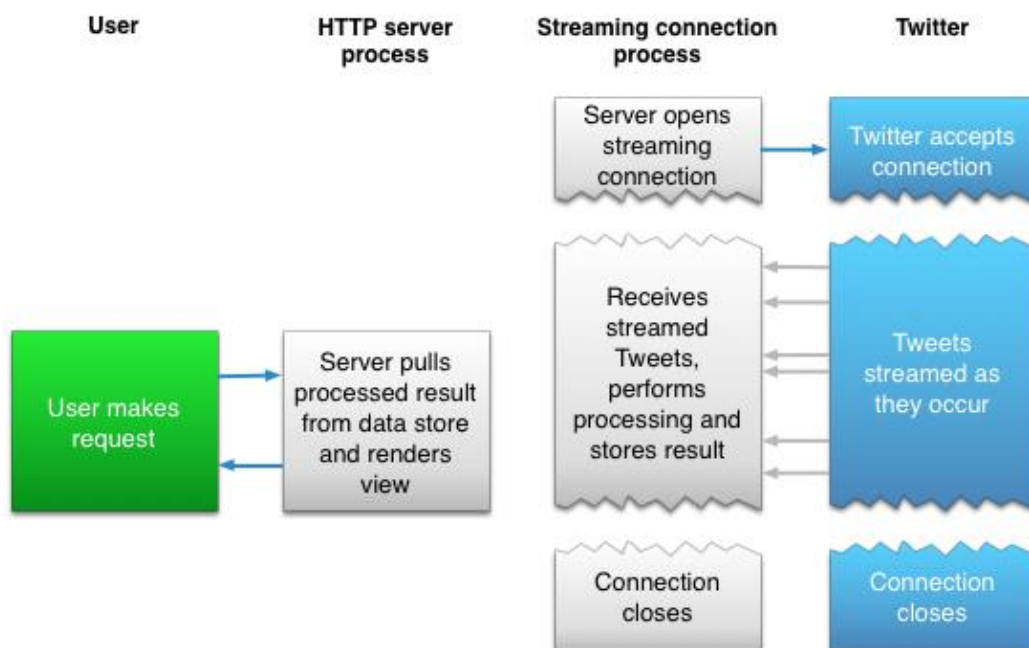 User
HTTP server
process
Streaming connection
process
Twitter
Server opens
streaming
connection
Twitter accepts
connection
User makes
request
Server pulls
processed result
from data store
and renders
view
Receives
streamed
Tweets,
performs
processing and
stores result
Tweets
streamed as
they occur
Connection
closes
Connection
closes